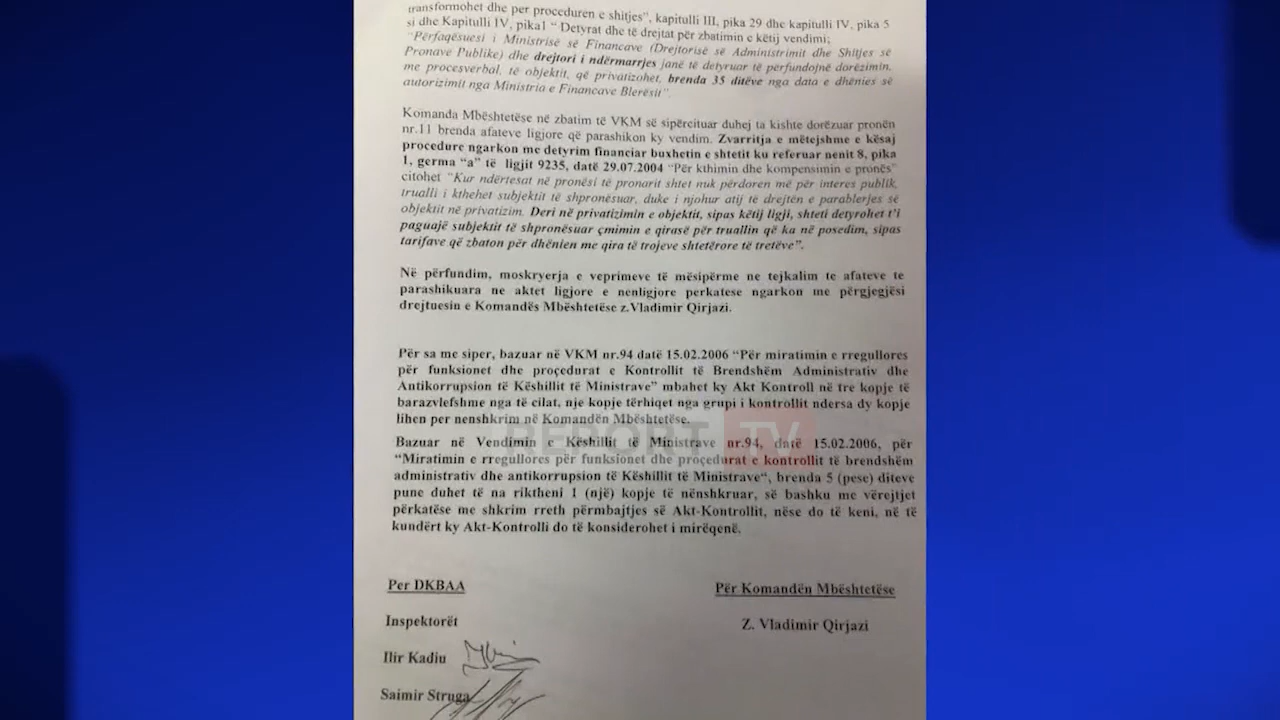 transformohet dhe per proceduren e shitjes", kapitulli III, pika 29 dhe kapitulli IV, pika 5
si dhe Kapitulli IV, pika1 " Detyrat dhe të drejtat për zbatimin e këtij vendimi;
"Përfaqësuesi i Ministrisë së Financave (Drejtorisë së Administrimit dhe Shitjes së
Pronave Publike) dhe drejtori i ndërmarrjes janë të detyruar të përfundojnë dorëzimin,
me procesverbal, të objektit, që privatizohet, brenda 35 ditëve nga data e dhënies së
autorizimit nga Ministria e Financave Blerësit".
Komanda Mbështetëse në zbatim të VKM së sipërcituar duhej ta kishte dorëzuar pronën
nr.11 brenda afateve ligjore që parashikon ky vendim. Zvarritja e mëtejshme e kësaj
procedure ngarkon me detyrim financiar buxhetin e shtetit ku referuar nenit 8, pika
1, germa "a" të ligjit 9235, datë 29.07.2004 "Për kthimin dhe kompensimin e pronës"
citohet "Kur ndërtesat në pronësi të pronarit shtet nuk përdoren më për interes publik,
trualli i kthehet subjektit të shpronësuar, duke i njohur atij të drejtën e parablerjes së
objektit në privatizim. Deri në privatizimin e objektit, sipas këtij ligji, shteti detyrohet t'i
paguajë subjektit të shpronësuar çmimin e qirasë për truallin që ka në posedim, sipas
tarifave që zbaton për dhënien me qira të trojeve shtetërore të tretëve".
Në përfundim, moskryerja e veprimeve të mësipërme ne tejkalim te afateve te
parashikuara ne aktet ligjore e nenligjore perkatese ngarkon me përgjegjësi
drejtuesin e Komandës Mbështetëse z.Vladimir Qirjazi.
Për sa me siper, bazuar në VKM nr.94 datë 15.02.2006 "Për miratimin e rregullores
për funksionet dhe proçedurat e Kontrollit të Brendshëm Administrativ dhe
Antikorrupsion të Këshillit të Ministrave" mbahet ky Akt Kontroll në tre kopje të
barazvlefshme nga të cilat, nje kopje tërhiqet nga grupi i kontrollit ndersa dy kopje
lihen per nenshkrim në Komandën Mbështetëse.
REPORT TV
Bazuar në Vendimin e Këshillit të Ministrave nr.94, datë 15.02.2006, për
"Miratimin e rregullores për funksionet dhe proçedurat e kontrollit të brendshëm
administrativ dhe antikorrupsion të Këshillit të Ministrave", brenda 5 (pese) diteve
pune duhet të na riktheni 1 (një) kopje të nënshkruar, së bashku me vërejtjet
përkatëse me shkrim rreth përmbajtjes së Akt-Kontrollit, nëse do të keni, në të
kundërt ky Akt-Kontrolli do të konsiderohet i mirëqenë.
Per DKBAA
Për Komandën Mbështetëse
Inspektorët
Z. Vladimir Qirjazi
Ilir Kadiu
Saimir Struga